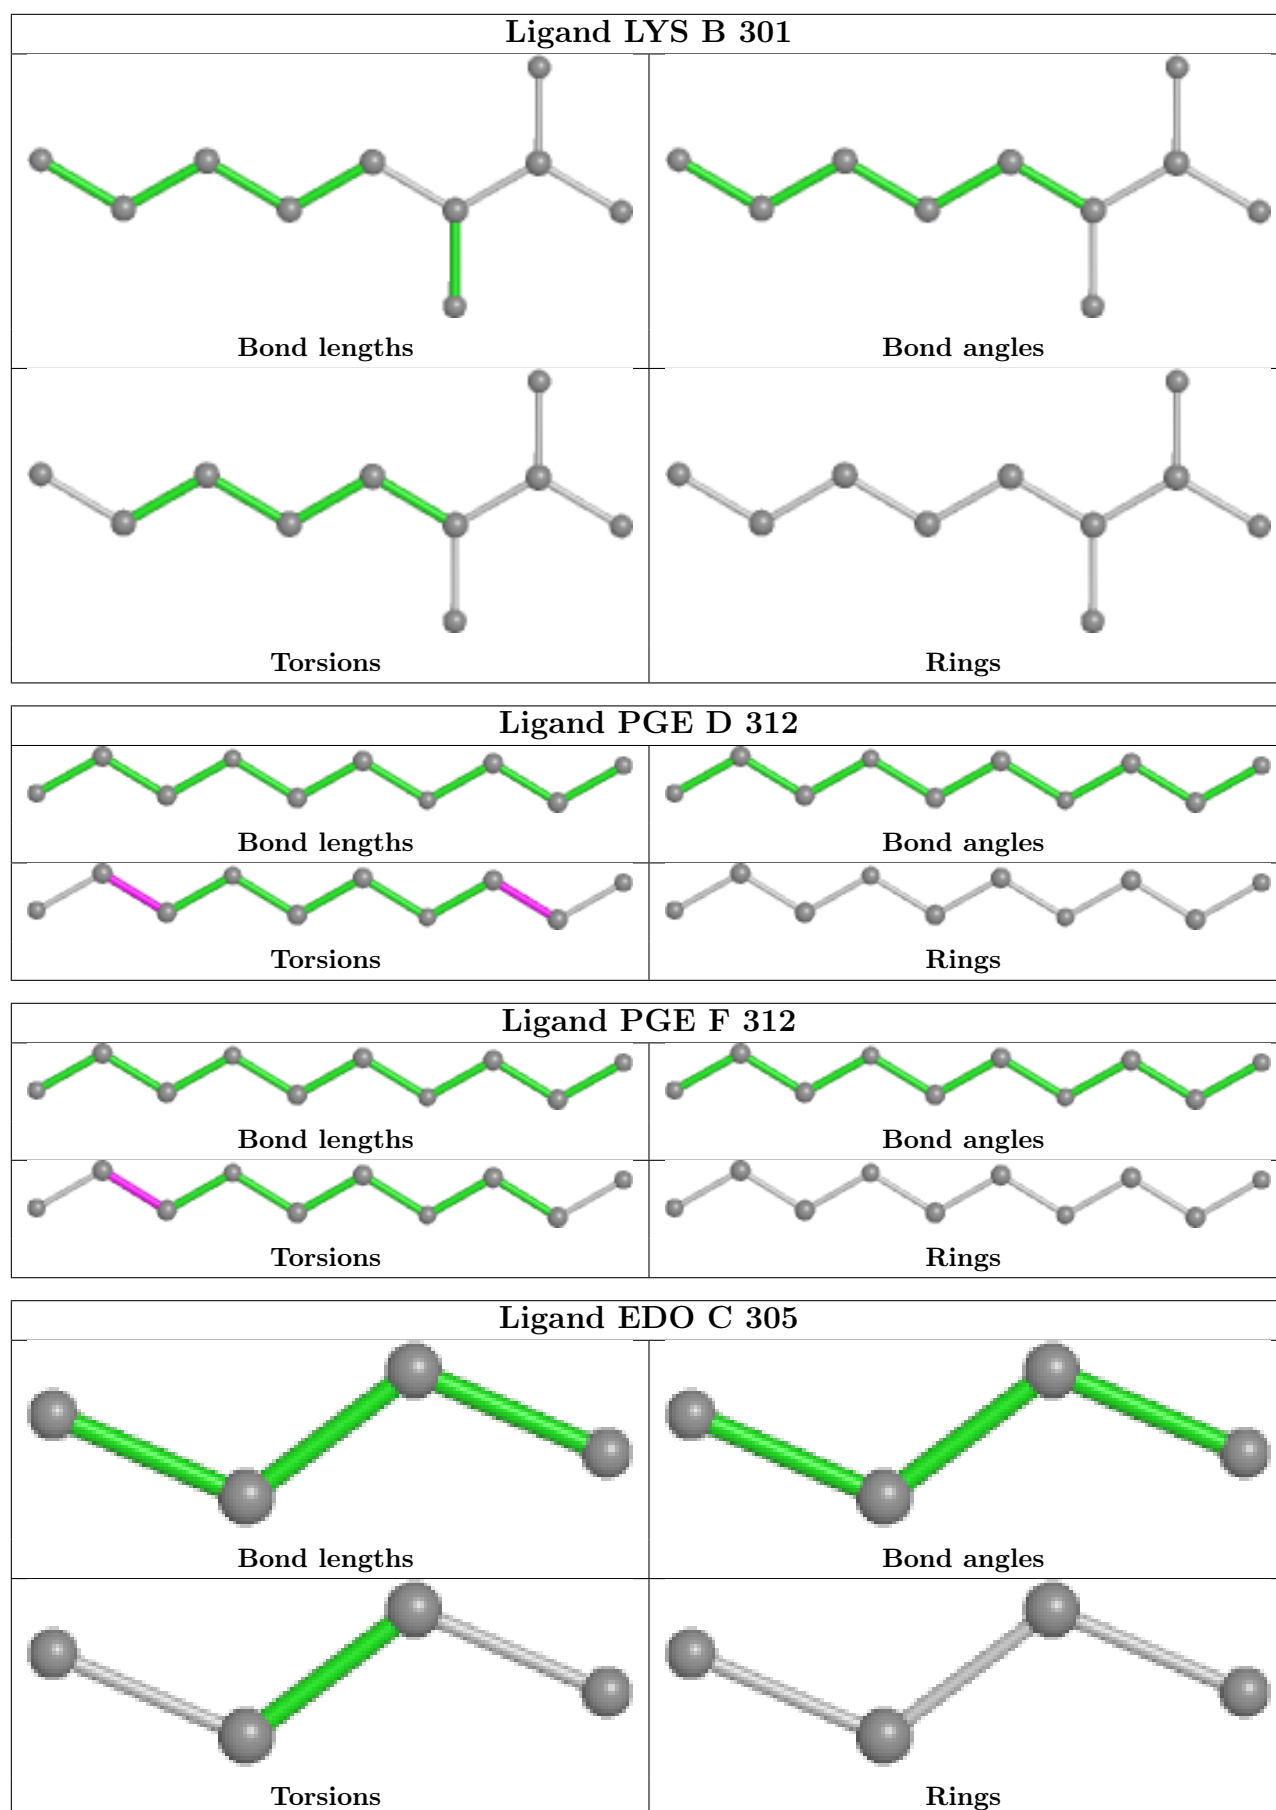 Ligand LYS B 301
Bond lengths
Bond angles
Torsions
Rings
Ligand PGE D 312
Bond lengths
Bond angles
Torsions
Rings
Ligand PGE F 312
Bond lengths
Bond angles
Torsions
Rings
Ligand EDO C 305
Bond lengths
Bond angles
Torsions
Rings